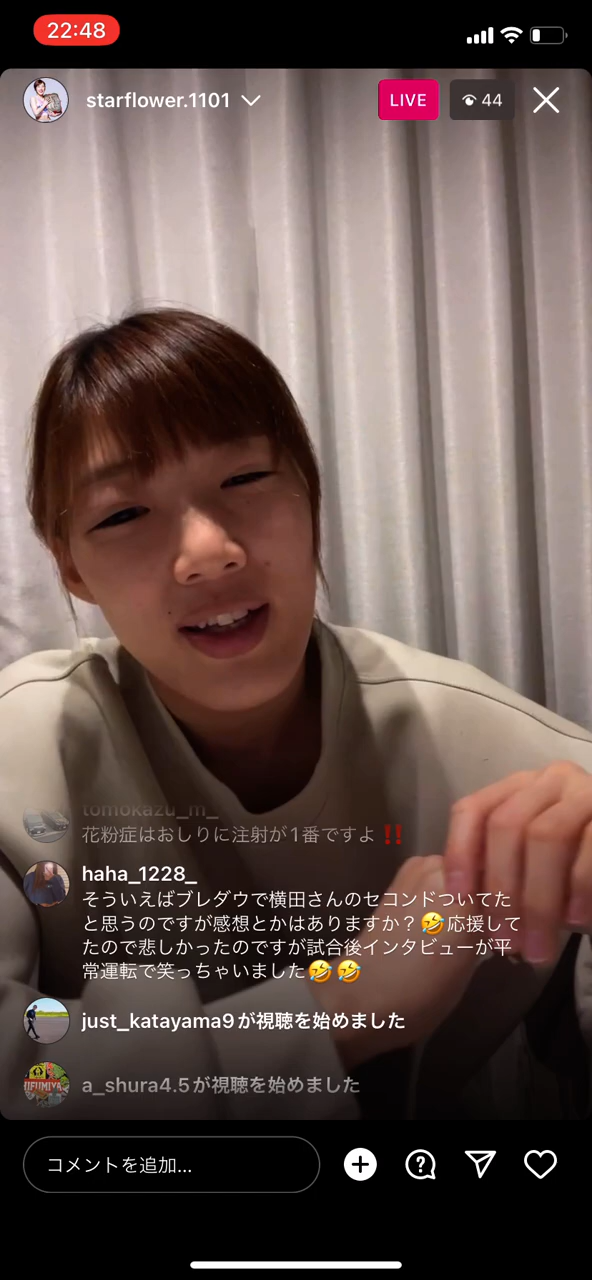 22:48
starflower.1101
LIVE
44
tomokazu_m_
花粉症はおしりに注射が1番ですよ‼️
haha_1228_
そういえばブレダウで横田さんのセコンドついてた
と思うのですが感想とかはありますか？🤣応援して
たので悲しかったのですが試合後インタビューが平
常運転で笑っちゃいました🤣🤣
just_katayama9が視聴を始めました
a_shura4.5が視聴を始めました
コメントを追加...